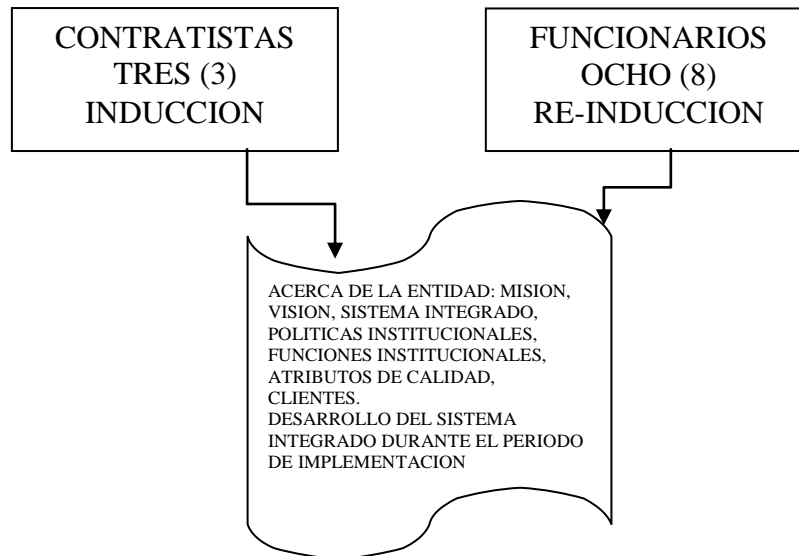 CONTRATISTAS
TRES (3)
INDUCCION
FUNCIONARIOS
OCHO (8)
RE-INDUCCION
ACERCA DE LA ENTIDAD: MISION,
VISION, SISTEMA INTEGRADO,
POLITICAS INSTITUCIONALES,
FUNCIONES INSTITUCIONALES,
ATRIBUTOS DE CALIDAD,
CLIENTES.
DESARROLLO DEL SISTEMA
INTEGRADO DURANTE EL PERIODO
DE IMPLEMENTACION